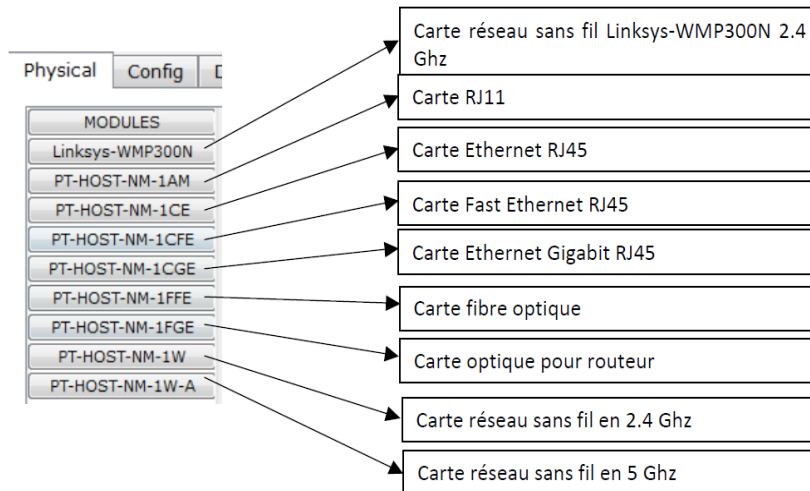 Physical
Config
MODULES
Linksys-WMP300N
PT-HOST-NM-1AM
PT-HOST-NM-1CE
PT-HOST-NM-1CFE
PT-HOST-NM-1CGE
PT-HOST-NM-1FFE
PT-HOST-NM-1FGE
PT-HOST-NM-1W
PT-HOST-NM-1W-A
Carte réseau sans fil Linksys-WMP300N 2.4
Ghz
Carte RJ11
Carte Ethernet RJ45
Carte Fast Ethernet RJ45
Carte Ethernet Gigabit RJ45
Carte fibre optique
Carte optique pour routeur
Carte réseau sans fil en 2.4 Ghz
Carte réseau sans fil en 5 Ghz